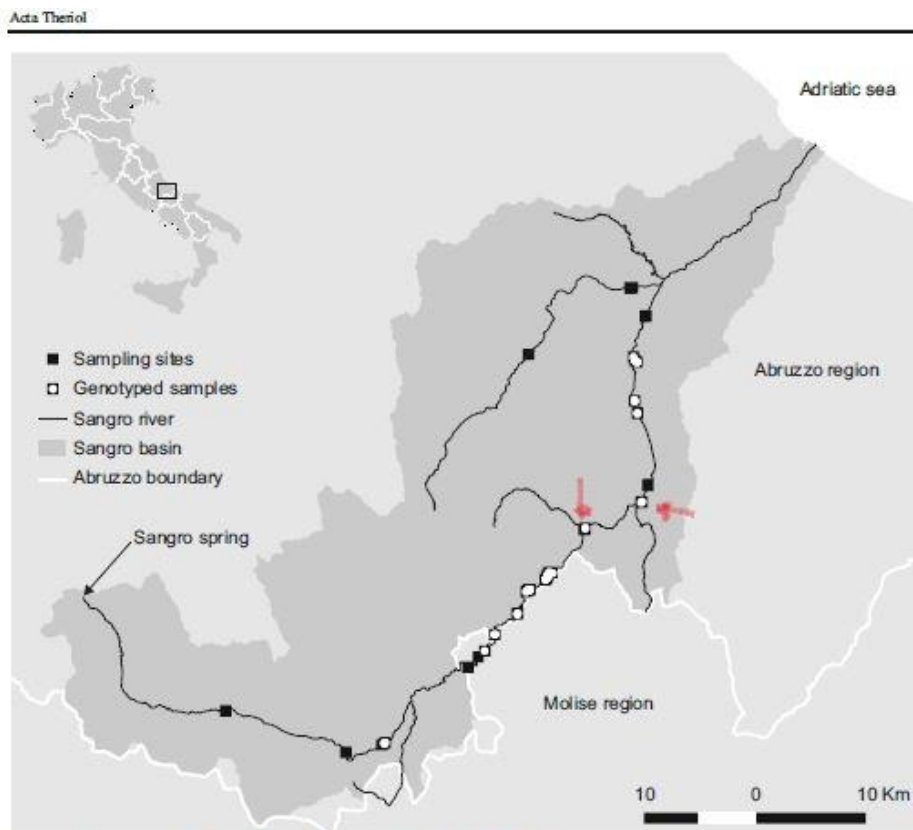 Acta Theriol
Adriatic sea
Sampling sites
Genotyped samples
Sangro river
Sangro basin
Abruzzo boundary
Abruzzo region
Sangro spring
Molise region
10 0 10 Km